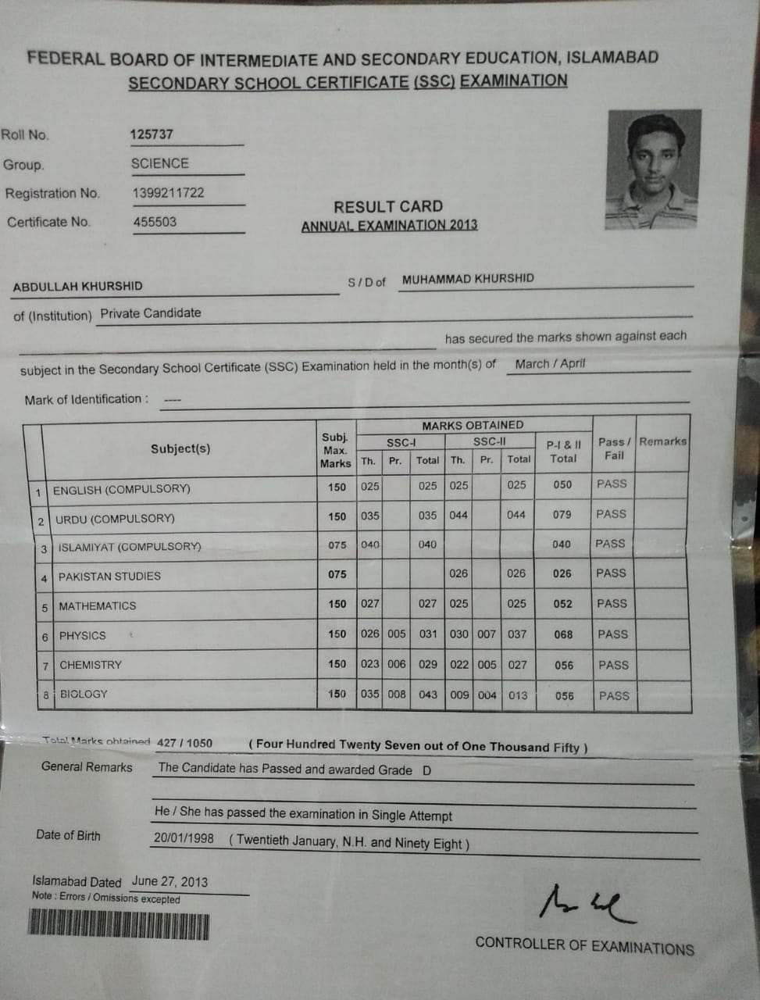 FEDERAL BOARD OF INTERMEDIATE AND SECONDARY EDUCATION, ISLAMABAD
SECONDARY SCHOOL CERTIFICATE (SSC) EXAMINATION
Roll No. 125737
Group. SCIENCE
Registration No. 1399211722
Certificate No. 455503
RESULT CARD
ANNUAL EXAMINATION 2013
ABDULLAH KHURSHID S / D of MUHAMMAD KHURSHID
of (Institution) Private Candidate
has secured the marks shown against each
subject in the Secondary School Certificate (SSC) Examination held in the month(s) of March / April
Mark of Identification : ----
Subject(s) Subj. Max. Marks MARKS OBTAINED Pass / Fail Remarks
SSC-I SSC-II P-I & II Total
Th. Pr. Total Th. Pr. Total
1 ENGLISH (COMPULSORY) 150 025 025 025 025 050 PASS
2 URDU (COMPULSORY) 150 035 035 044 044 079 PASS
3 ISLAMIYAT (COMPULSORY) 075 040 040 040 PASS
4 PAKISTAN STUDIES 075 026 026 026 PASS
5 MATHEMATICS 150 027 027 025 025 052 PASS
6 PHYSICS 150 026 005 031 030 007 037 068 PASS
7 CHEMISTRY 150 023 006 029 022 005 027 056 PASS
8 BIOLOGY 150 035 008 043 009 004 013 056 PASS
Total Marks obtained 427 / 1050 ( Four Hundred Twenty Seven out of One Thousand Fifty )
General Remarks The Candidate has Passed and awarded Grade D
He / She has passed the examination in Single Attempt
Date of Birth 20/01/1998 ( Twentieth January, N.H. and Ninety Eight )
Islamabad Dated June 27, 2013
Note : Errors / Omissions excepted
CONTROLLER OF EXAMINATIONS